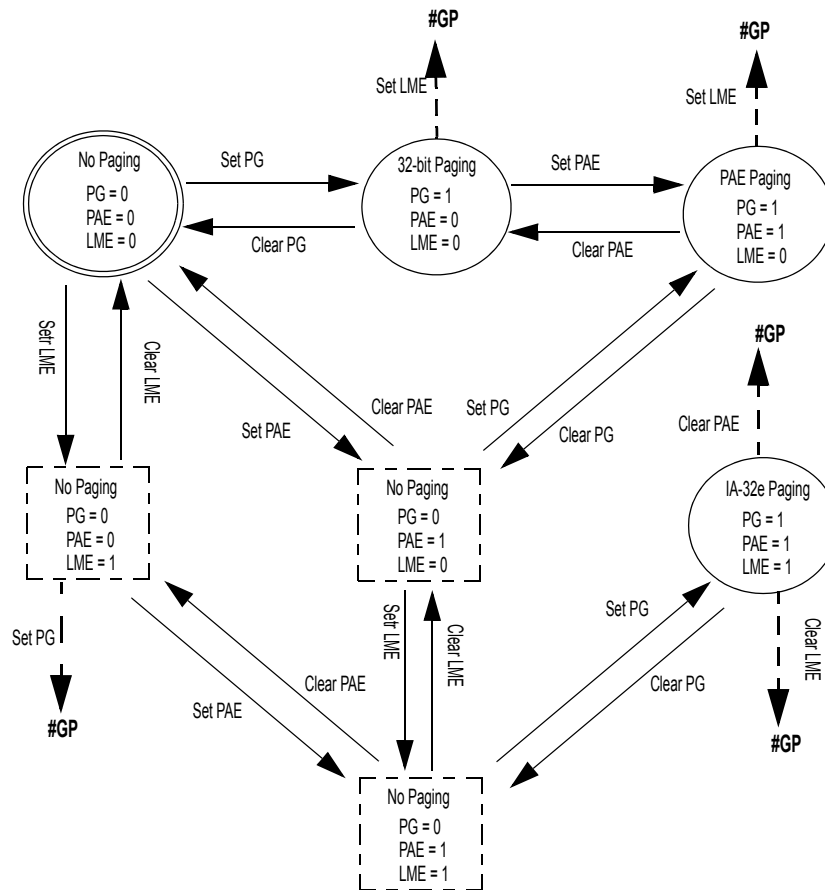 #GP
#GP
Set LME
Set LME
No Paging
PG = 0
PAE = 0
LME = 0
Set PG
Clear PG
32-bit Paging
PG = 1
PAE = 0
LME = 0
Set PAE
Clear PAE
PAE Paging
PG = 1
PAE = 1
LME = 0
Setr LME
Clear LME
Set PAE
Clear PAE
Set PG
Clear PG
#GP
Clear PAE
No Paging
PG = 0
PAE = 0
LME = 1
No Paging
PG = 0
PAE = 1
LME = 0
IA-32e Paging
PG = 1
PAE = 1
LME = 1
Set PG
#GP
Set PAE
Clear PAE
Setr LME
Clear LME
Set PG
Clear PG
Clear LME
#GP
No Paging
PG = 0
PAE = 1
LME = 1